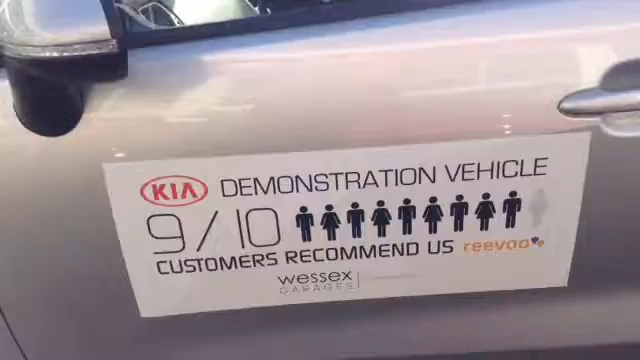 KIA DEMONSTRATION VEHICLE
9/10
CUSTOMERS RECOMMEND US reevoo
wessex
GARAGES